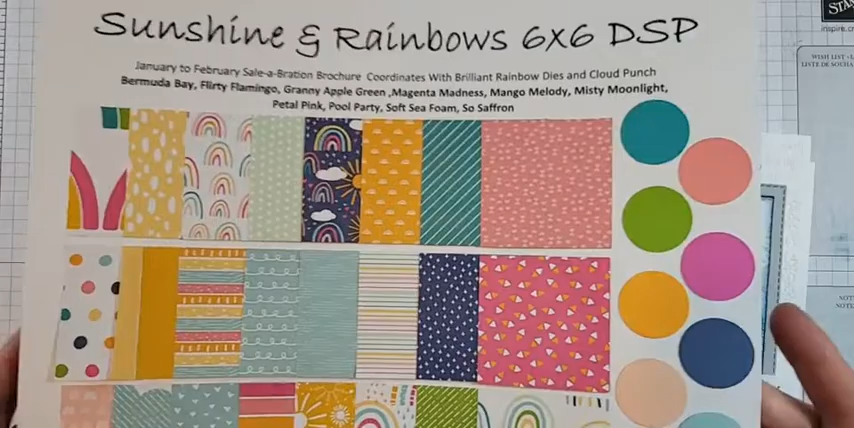 Sunshine & Rainbows 6x6 DSP
January to February Sale-a-Bration Brochure Coordinates With Brilliant Rainbow Dies and Cloud Punch
Bermuda Bay, Flirty Flamingo, Granny Apple Green ,Magenta Madness, Mango Melody, Misty Moonlight,
Petal Pink, Pool Party, Soft Sea Foam, So Saffron